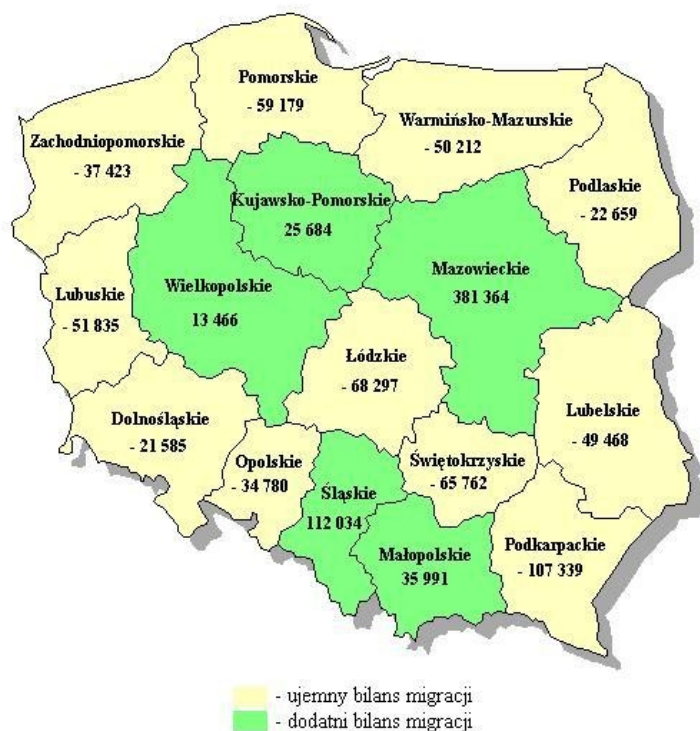 Pomorskie
- 59 179
Warmińsko-Mazurskie
- 50 212
Zachodniopomorskie
- 37 423
Podlaskie
- 22 659
Kujawsko-Pomorskie
25 684
Mazowieckie
381 364
Wielkopolskie
13 466
Lubuskie
- 51 835
Łódzkie
- 68 297
Lubelskie
- 49 468
Dolnośląskie
- 21 585
Opolskie
- 34 780
Śląskie
112 034
Świętokrzyskie
- 65 762
Małopolskie
35 991
Podkarpackie
- 107 339
- ujemny bilans migracji
- dodatni bilans migracji